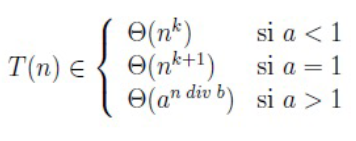 Θ(n^k) si a < 1
T(n) ∈ { Θ(n^{k+1}) si a = 1
Θ(a^{n div b}) si a > 1